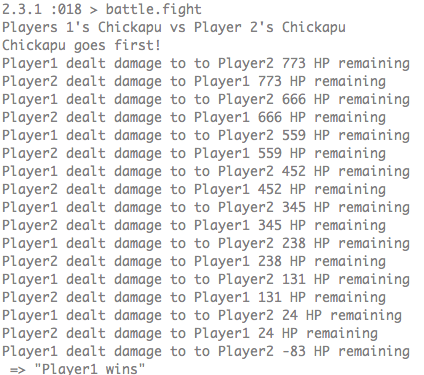 2.3.1 :018 > battle.fight
Players 1's Chickapu vs Player 2's Chickapu
Chickapu goes first!
Player1 dealt damage to to Player2 773 HP remaining
Player2 dealt damage to Player1 773 HP remaining
Player1 dealt damage to to Player2 666 HP remaining
Player2 dealt damage to Player1 666 HP remaining
Player1 dealt damage to to Player2 559 HP remaining
Player2 dealt damage to Player1 559 HP remaining
Player1 dealt damage to to Player2 452 HP remaining
Player2 dealt damage to Player1 452 HP remaining
Player1 dealt damage to to Player2 345 HP remaining
Player2 dealt damage to Player1 345 HP remaining
Player1 dealt damage to to Player2 238 HP remaining
Player2 dealt damage to Player1 238 HP remaining
Player1 dealt damage to to Player2 131 HP remaining
Player2 dealt damage to Player1 131 HP remaining
Player1 dealt damage to to Player2 24 HP remaining
Player2 dealt damage to Player1 24 HP remaining
Player1 dealt damage to to Player2 -83 HP remaining
=> "Player1 wins"